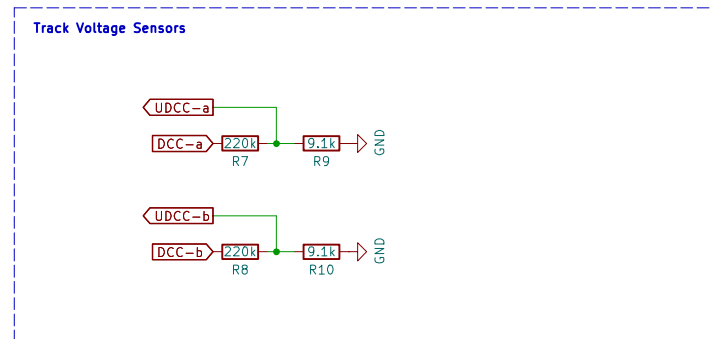 Track Voltage Sensors
UDCC-a
DCC-a 220k 9.1k GND
R7 R9
UDCC-b
DCC-b 220k 9.1k GND
R8 R10